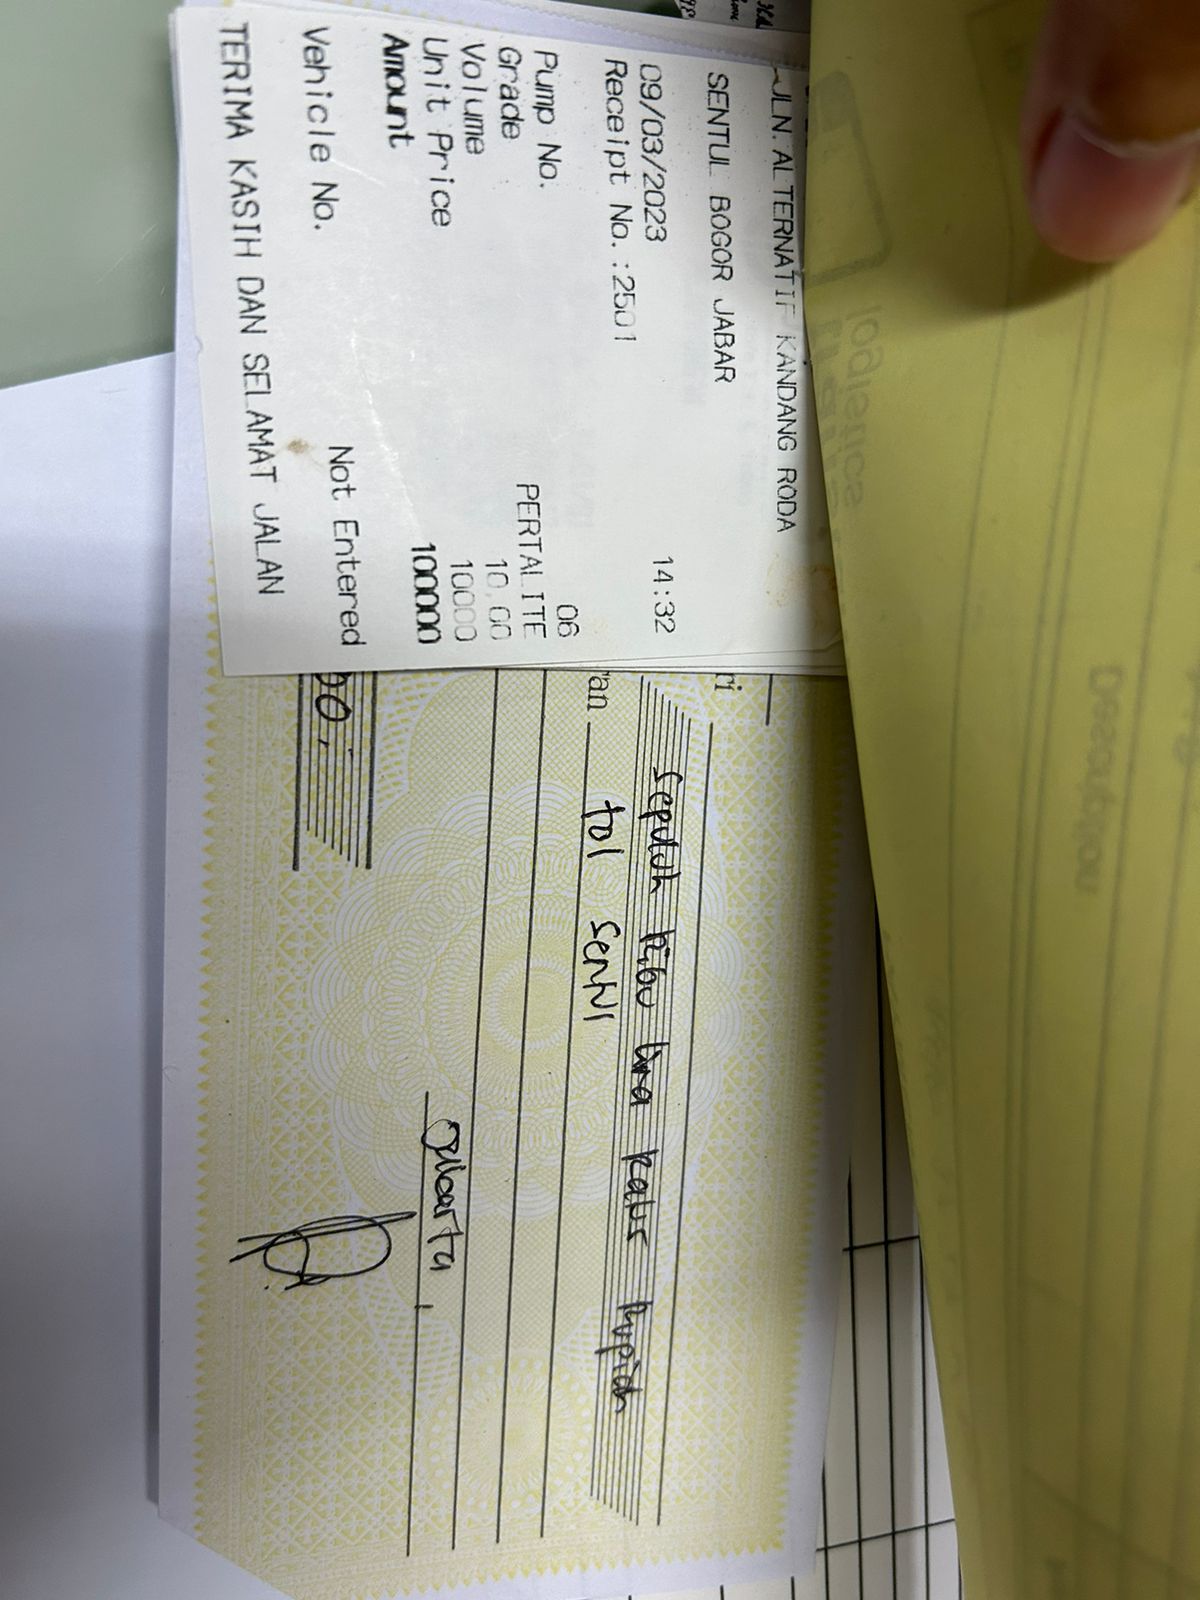 JLN. ALTERNATIF KANDANG RODA
SENTUL BOGOR JABAR
09/03/2023 14:32
Receipt No.:2501
Pump No. 06
Grade PERTALITE
Volume 10.00
Unit Price 10000
Amount 100000
Vehicle No. Not Entered
TERIMA KASIH DAN SELAMAT JALAN
ri
Sepuluh Ribu lima Ratus Rupiah
ran tol Sentul
Jakarta,
00,-
Description